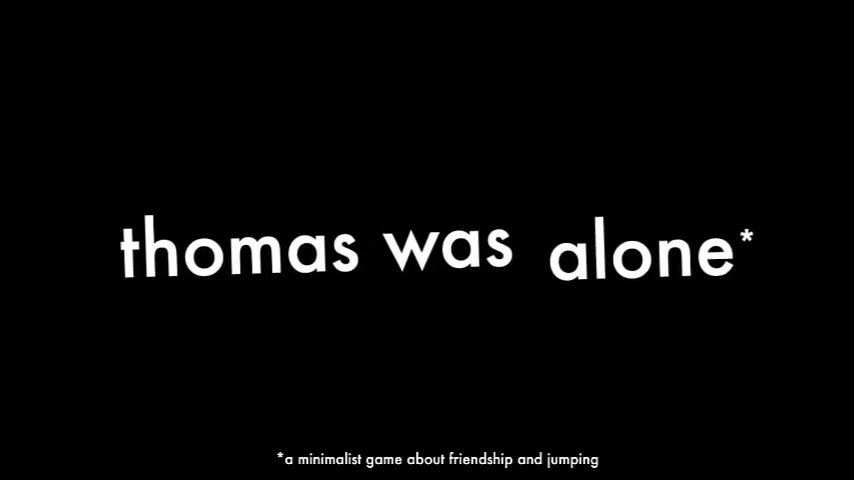 thomas was alone*
*a minimalist game about friendship and jumping